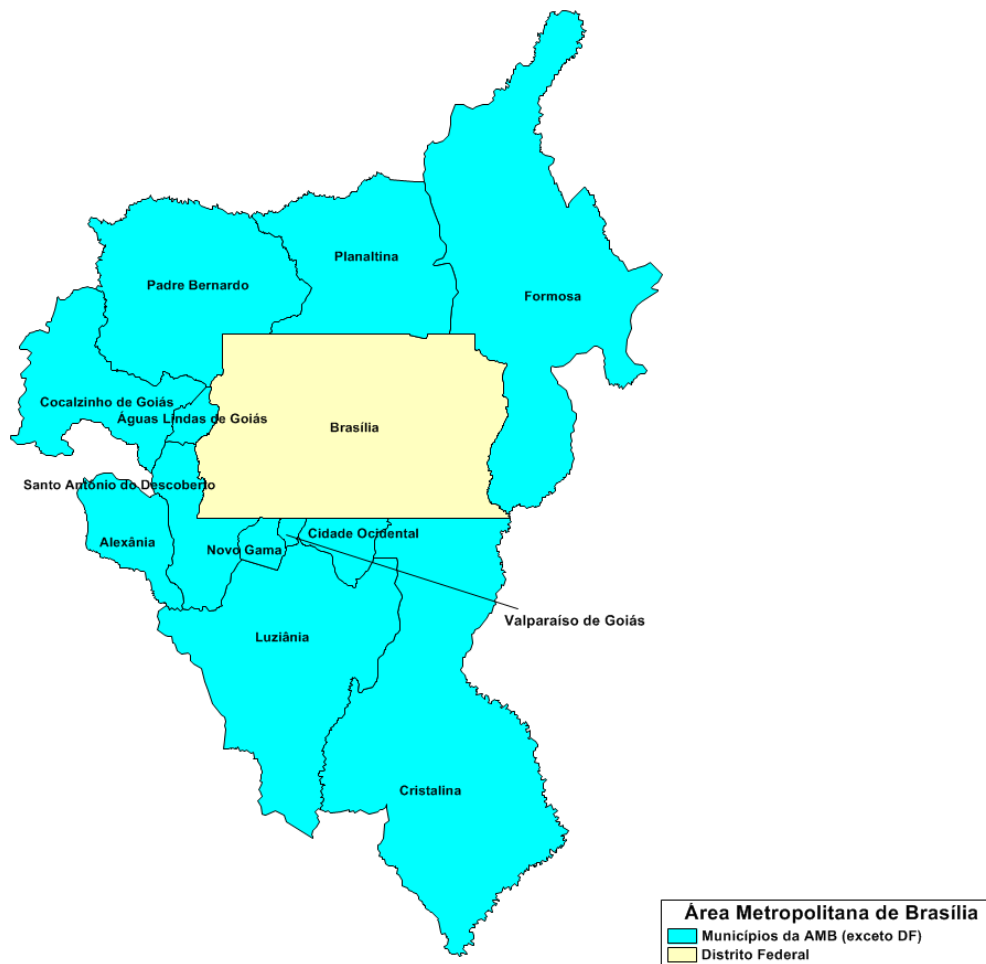 Planaltina
Padre Bernardo
Formosa
Cocalzinho de Goiás
Águas Lindas de Goiás
Brasília
Santo Antônio do Descoberto
Alexânia
Novo Gama
Cidade Ocidental
Valparaíso de Goiás
Luziânia
Cristalina
Área Metropolitana de Brasília
Municípios da AMB (exceto DF)
Distrito Federal